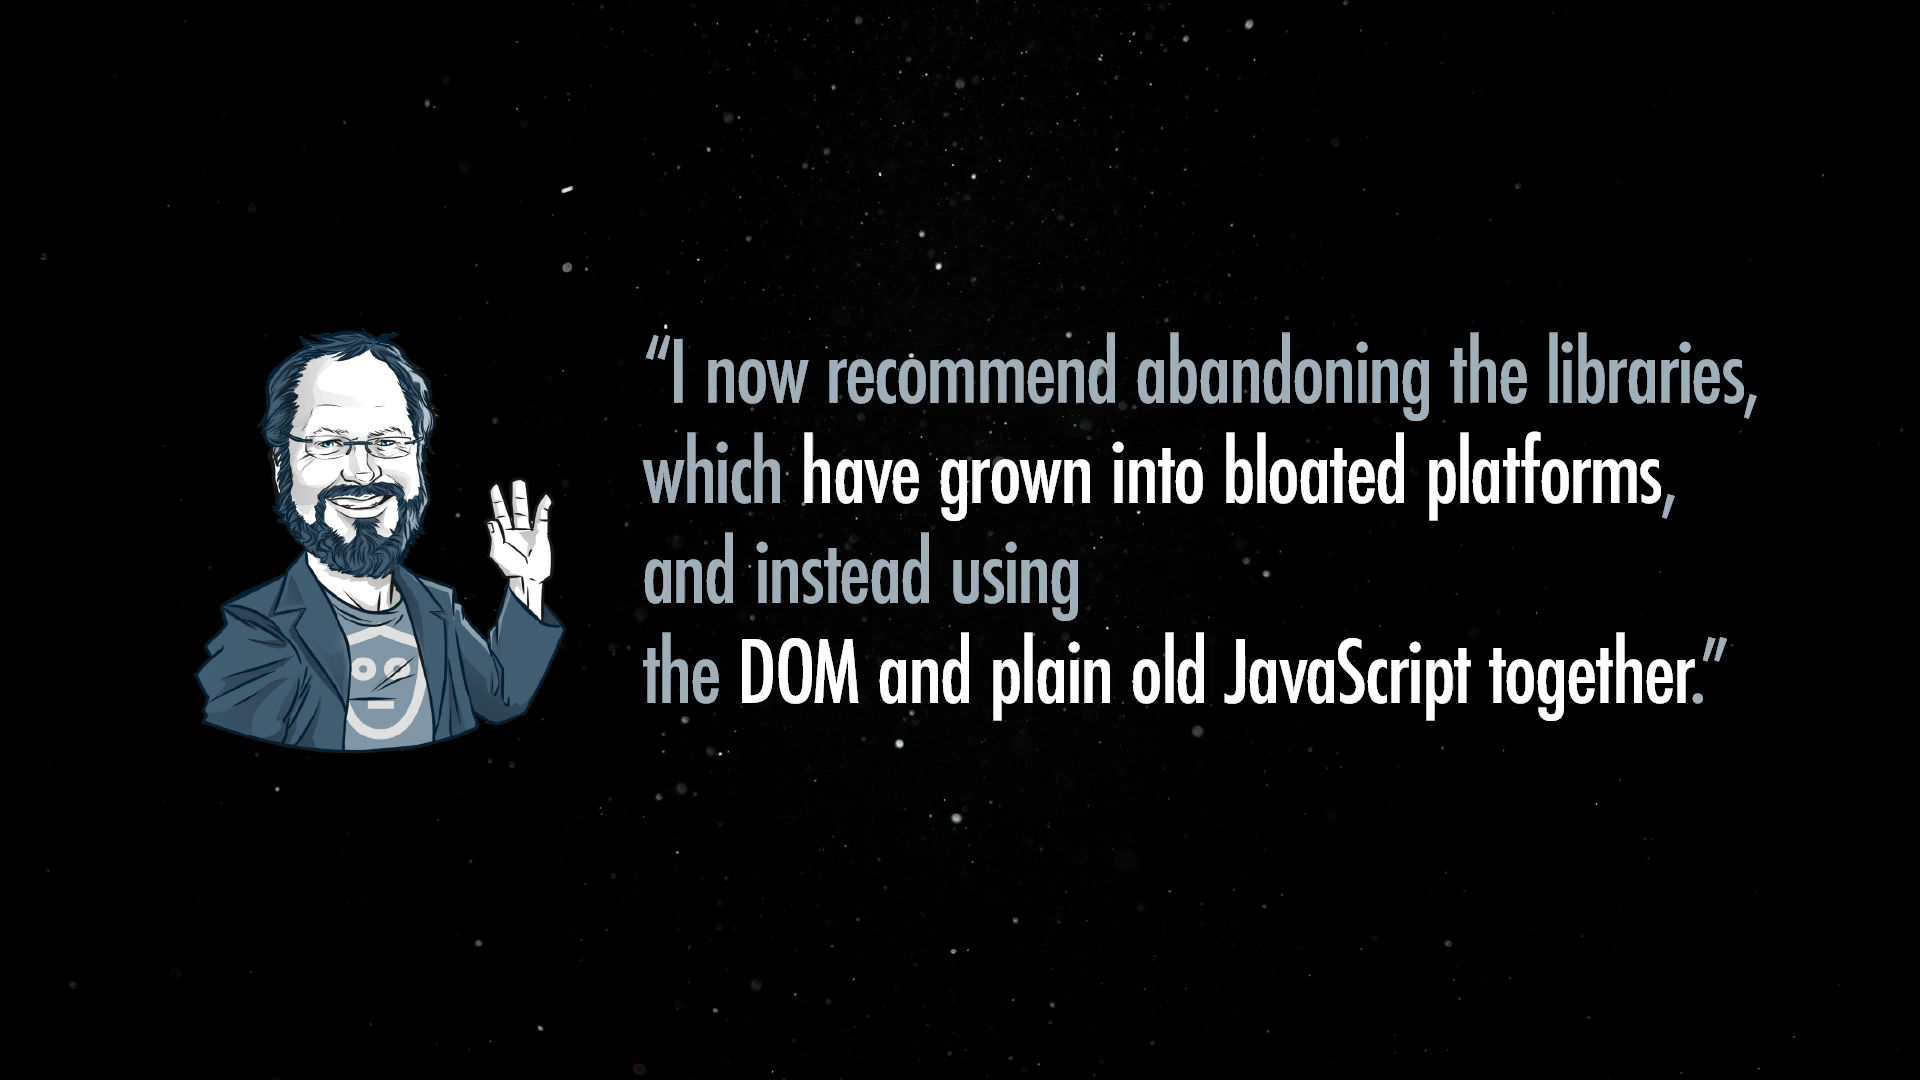 “I now recommend abandoning the libraries,
which have grown into bloated platforms,
and instead using
the DOM and plain old JavaScript together.”